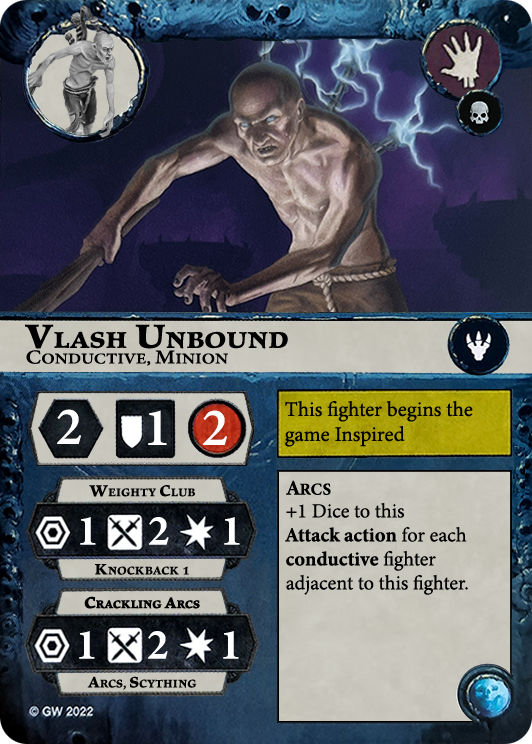 Vlash Unbound
Conductive, Minion
2 1 2
This fighter begins the
game Inspired
Weighty Club
1 2 1
Knockback 1
Crackling Arcs
1 2 1
Arcs, Scything
Arcs
+1 Dice to this
Attack action for each
conductive fighter
adjacent to this fighter.
© GW 2022